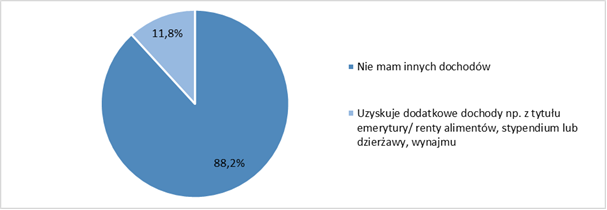 11,8%
88,2%
Nie mam innych dochodów
Uzyskuje dodatkowe dochody np. z tytułu
emerytury/ renty alimentów, stypendium lub
dzierżawy, wynajmu